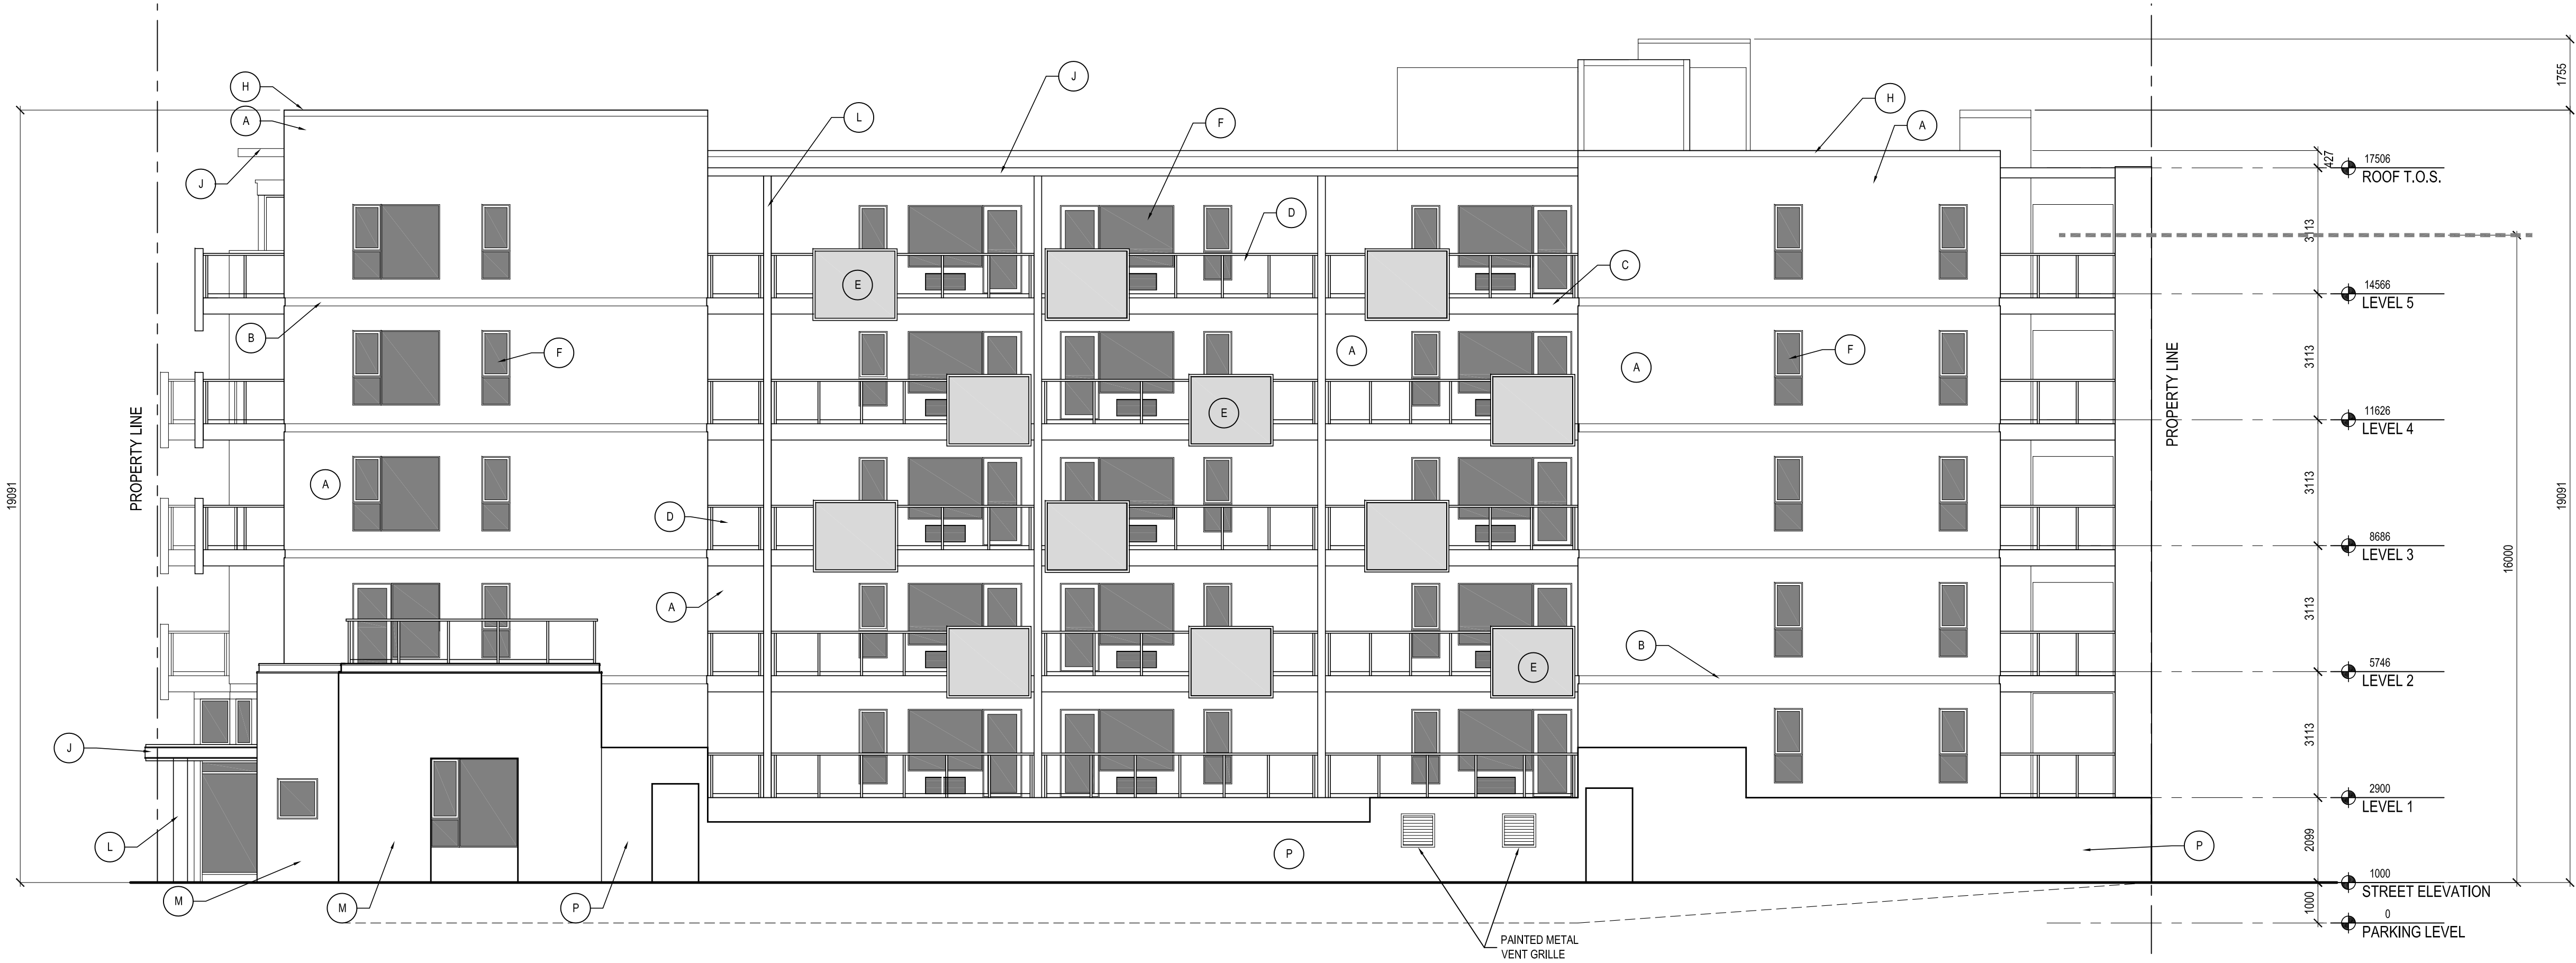 1755
H
J
A
L
F
H
A
427
17506
ROOF T.O.S.
J
D
3113
C
E
14566
LEVEL 5
B
F
A
A
F
3113
PROPERTY LINE
PROPERTY LINE
E
11626
LEVEL 4
19091
A
3113
19091
D
8686
LEVEL 3
16000
A
3113
B
E
5746
LEVEL 2
J
3113
2900
LEVEL 1
L
P
2099
P
M
M
P
1000
STREET ELEVATION
1000
0
PARKING LEVEL
PAINTED METAL
VENT GRILLE